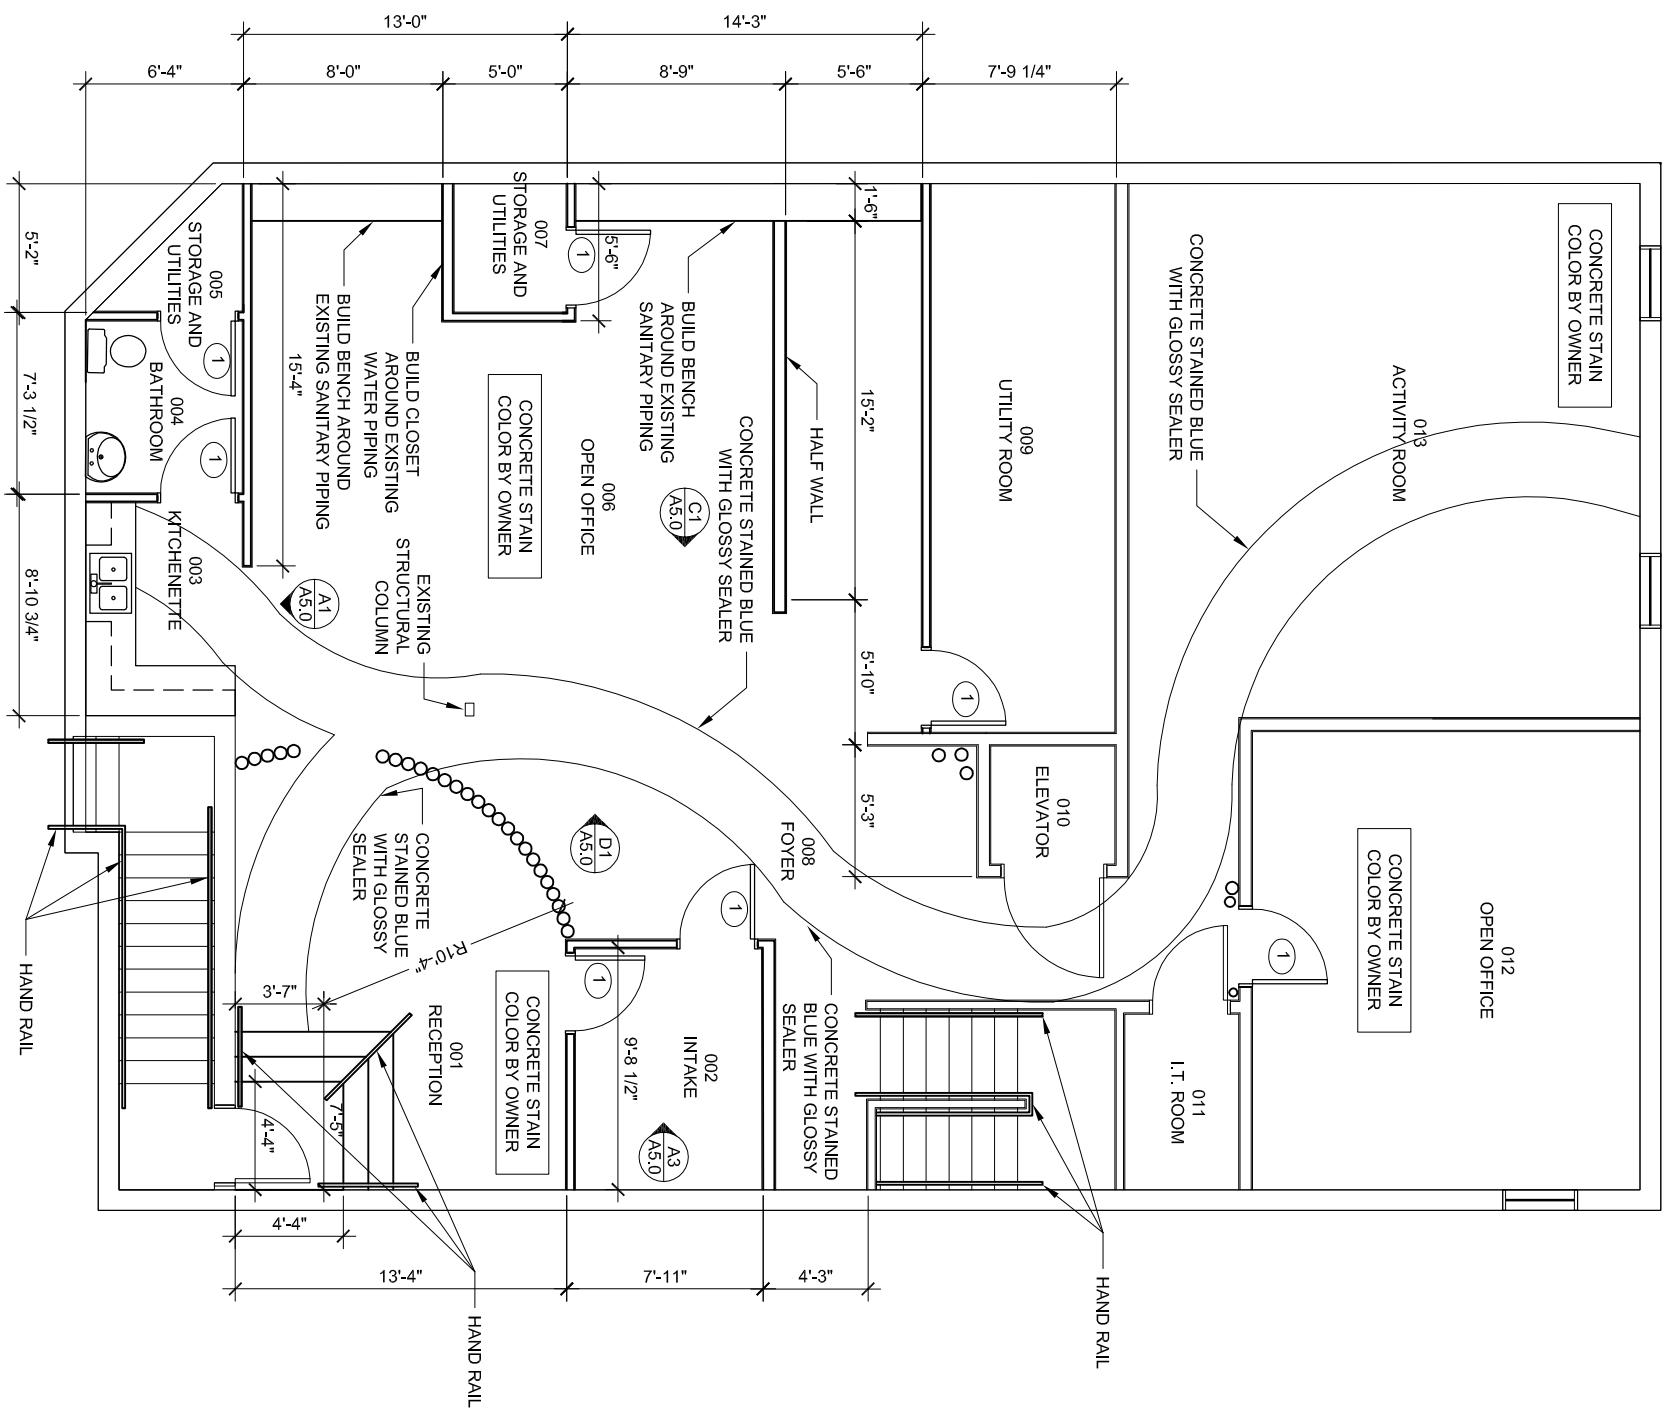 13'-0"
14'-3"
6'-4"
8'-0"
5'-0"
8'-9"
5'-6"
7'-9 1/4"
5'-2"
7'-3 1/2"
8'-10 3/4"
15'-4"
5'-6"
1'-6"
15'-2"
5'-10"
5'-3"
005
STORAGE AND
UTILITIES
1
004
BATHROOM
1
003
KITCHENETTE
007
STORAGE AND
UTILITIES
1
BUILD BENCH AROUND
EXISTING SANITARY PIPING
BUILD CLOSET
AROUND EXISTING
WATER PIPING
BUILD BENCH
AROUND EXISTING
SANITARY PIPING
CONCRETE STAIN
COLOR BY OWNER
006
OPEN OFFICE
C1
A5.0
CONCRETE STAINED BLUE
WITH GLOSSY SEALER
HALF WALL
A1
A5.0
EXISTING
STRUCTURAL
COLUMN
009
UTILITY ROOM
1
CONCRETE STAINED BLUE
WITH GLOSSY SEALER
013
ACTIVITY ROOM
CONCRETE STAIN
COLOR BY OWNER
010
ELEVATOR
008
FOYER
D1
A5.0
CONCRETE
STAINED BLUE
WITH GLOSSY
SEALER
R10'-4"
1
1
CONCRETE STAINED
BLUE WITH GLOSSY
SEALER
CONCRETE STAIN
COLOR BY OWNER
012
OPEN OFFICE
1
011
I.T. ROOM
002
INTAKE
9'-8 1/2"
A3
A5.0
CONCRETE STAIN
COLOR BY OWNER
001
RECEPTION
3'-7"
7'-5"
4'-4"
4'-4"
13'-4"
7'-11"
4'-3"
HAND RAIL
HAND RAIL
HAND RAIL